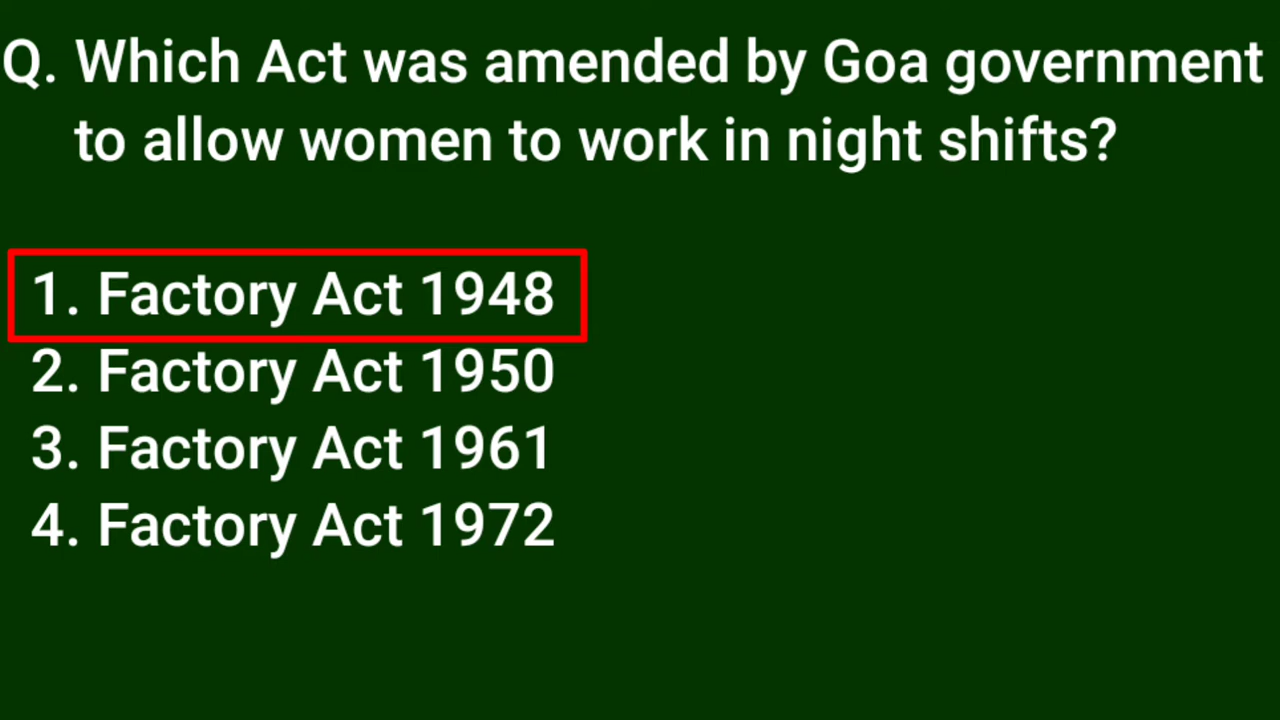 Q. Which Act was amended by Goa government
to allow women to work in night shifts?
1. Factory Act 1948
2. Factory Act 1950
3. Factory Act 1961
4. Factory Act 1972